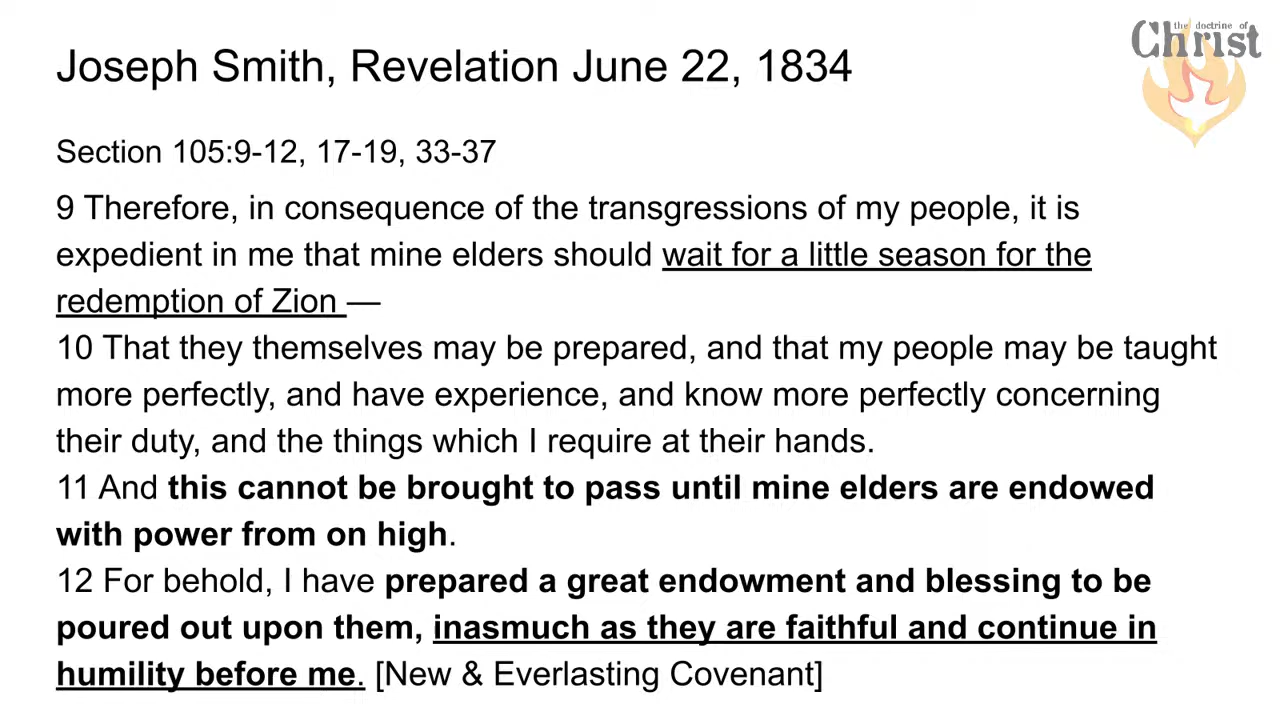 Joseph Smith, Revelation June 22, 1834
the doctrine of
Christ
Section 105:9-12, 17-19, 33-37
9 Therefore, in consequence of the transgressions of my people, it is
expedient in me that mine elders should wait for a little season for the
redemption of Zion —
10 That they themselves may be prepared, and that my people may be taught
more perfectly, and have experience, and know more perfectly concerning
their duty, and the things which I require at their hands.
11 And this cannot be brought to pass until mine elders are endowed
with power from on high.
12 For behold, I have prepared a great endowment and blessing to be
poured out upon them, inasmuch as they are faithful and continue in
humility before me. [New & Everlasting Covenant]